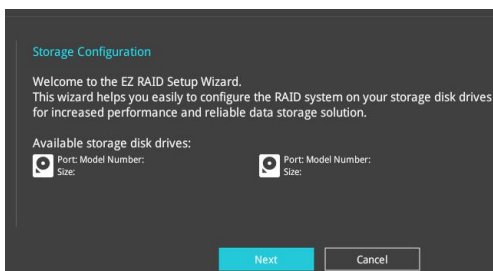 Storage Configuration
Welcome to the EZ RAID Setup Wizard.
This wizard helps you easily to configure the RAID system on your storage disk drives
for increased performance and reliable data storage solution.
Available storage disk drives:
Port: Model Number:
Size:
Port: Model Number:
Size:
Next Cancel